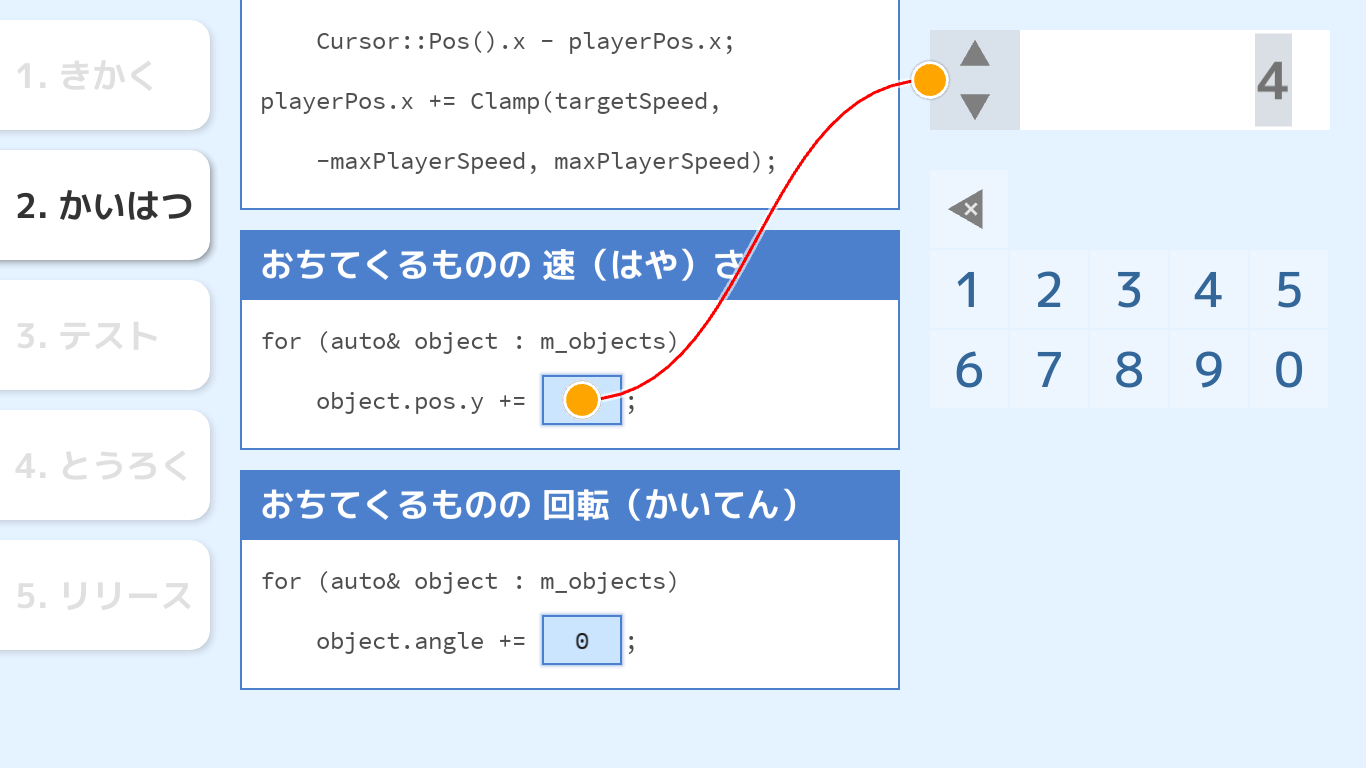 1. きかく
2. かいはつ
3. テスト
4. とうろく
5. リリース
Cursor::Pos().x - playerPos.x;
playerPos.x += Clamp(targetSpeed,
-maxPlayerSpeed, maxPlayerSpeed);
おちてくるものの 速（はや）さ
for (auto& object : m_objects)
object.pos.y += ;
おちてくるものの 回転（かいてん）
for (auto& object : m_objects)
object.angle += 0 ;
4
1 2 3 4 5
6 7 8 9 0